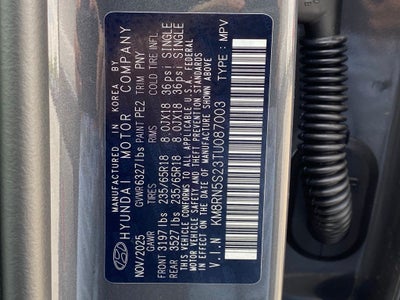 MANUFACTURED IN KOREA BY
HYUNDAI MOTOR COMPANY
NOV/2025 GVWR 6327 lbs PAINT PE2 TRIM PNY
GAWR TIRES RIMS COLD TIRE INFL.
FRONT 3197 lbs 235/65R18 8.0JX18 36psi SINGLE
REAR 3527 lbs 235/65R18 8.0JX18 36psi SINGLE
THIS VEHICLE CONFORMS TO ALL APPLICABLE U.S.A. FEDERAL
MOTOR VEHICLE SAFETY AND THEFT PREVENTION STANDARDS
IN EFFECT ON THE DATE OF MANUFACTURE SHOWN ABOVE
V.I.N : KM8RN5S23TU087003 TYPE : MPV